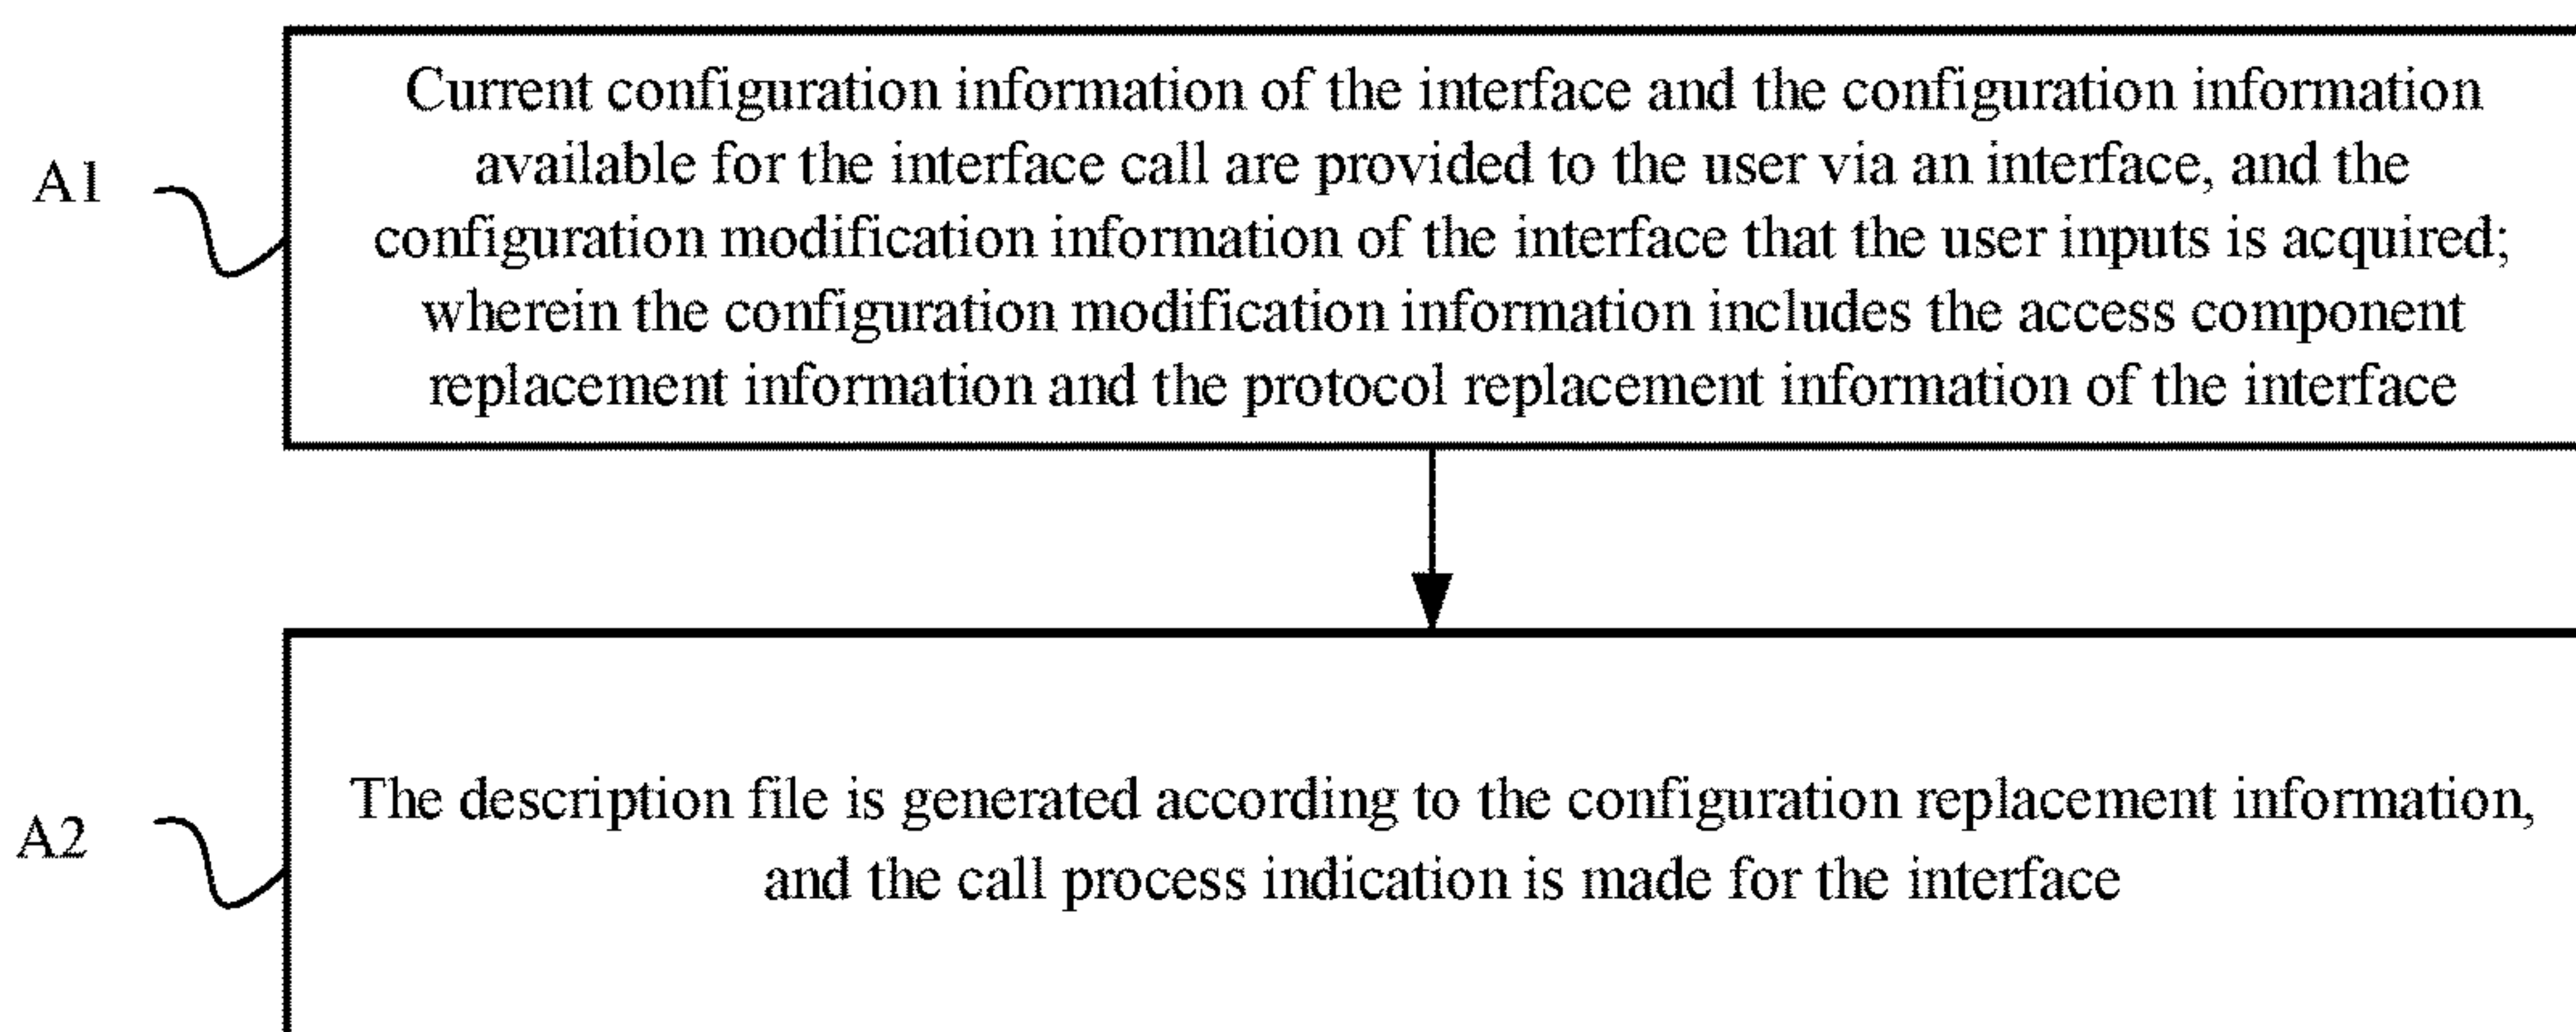 A1
Current configuration information of the interface and the configuration information
available for the interface call are provided to the user via an interface, and the
configuration modification information of the interface that the user inputs is acquired;
wherein the configuration modification information includes the access component
replacement information and the protocol replacement information of the interface
A2
The description file is generated according to the configuration replacement information,
and the call process indication is made for the interface